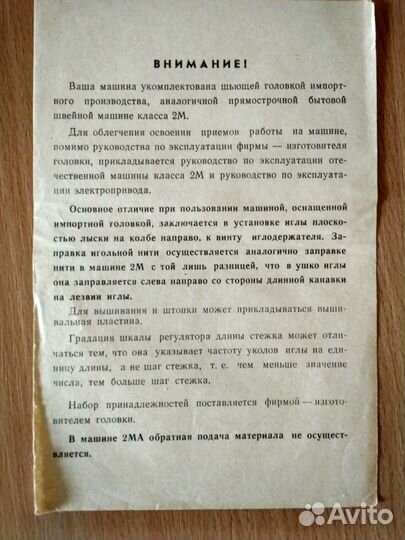 ВНИМАНИЕ!
Ваша машина укомплектована шьющей головкой импорт-
ного производства, аналогичной прямострочной бытовой
швейной машине класса 2М.
Для облегчения освоения приемов работы на машине,
помимо руководства по эксплуатации фирмы — изготовителя
головки, прикладывается руководство по эксплуатации оте-
чественной машины класса 2М и руководство по эксплуата-
ции электропривода.
Основное отличие при пользовании машиной, оснащенной
импортной головкой, заключается в установке иглы плоско-
стью лыски на колбе направо, к винту иглодержателя. За-
правка игольной нити осуществляется аналогично заправке
нити в машине 2М с той лишь разницей, что в ушко иглы
она заправляется слева направо со стороны длинной канавки
на лезвии иглы.
Для вышивания и штопки может прикладываться выши-
вальная пластина.
Градация шкалы регулятора длины стежка может отли-
чаться тем, что она указывает частоту уколов иглы на еди-
ницу длины, а не шаг стежка, т. е. чем меньше значение
числа, тем больше шаг стежка.
Набор принадлежностей поставляется фирмой — изгото-
вителем головки.
В машине 2МА обратная подача материала не осущест-
вляется.
Avito